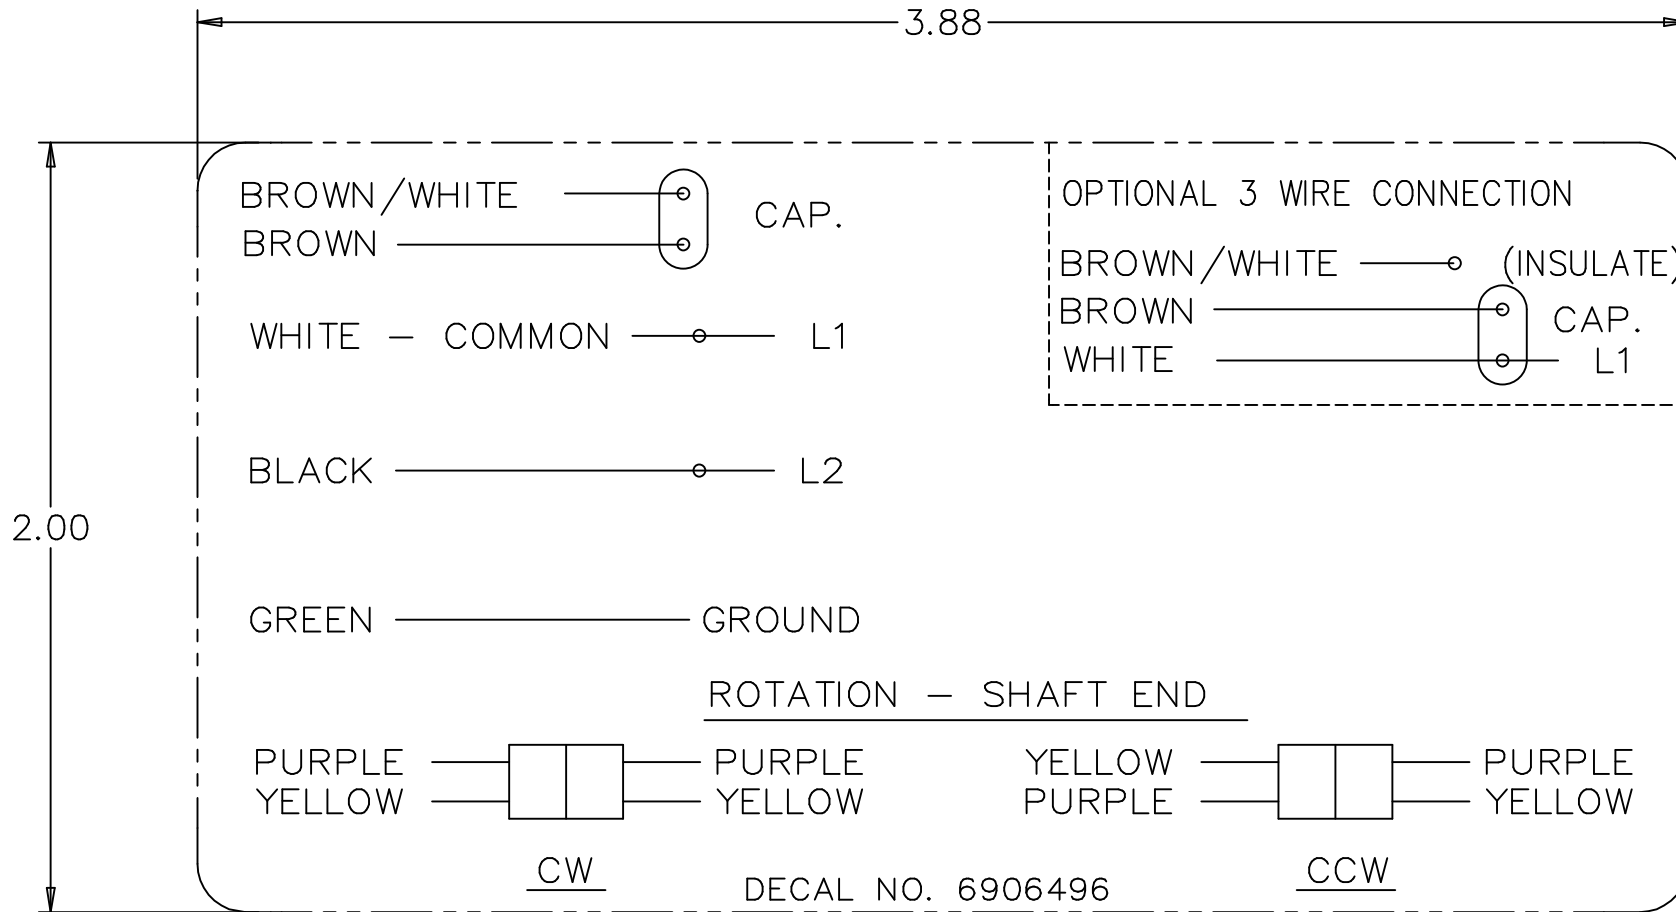 3.88
BROWN/WHITE
BROWN
CAP.
WHITE - COMMON L1
BLACK L2
2.00
GREEN GROUND
OPTIONAL 3 WIRE CONNECTION
BROWN/WHITE (INSULATE)
BROWN
CAP.
WHITE L1
ROTATION - SHAFT END
PURPLE PURPLE
YELLOW YELLOW
CW
YELLOW PURPLE
PURPLE YELLOW
CCW
DECAL NO. 6906496